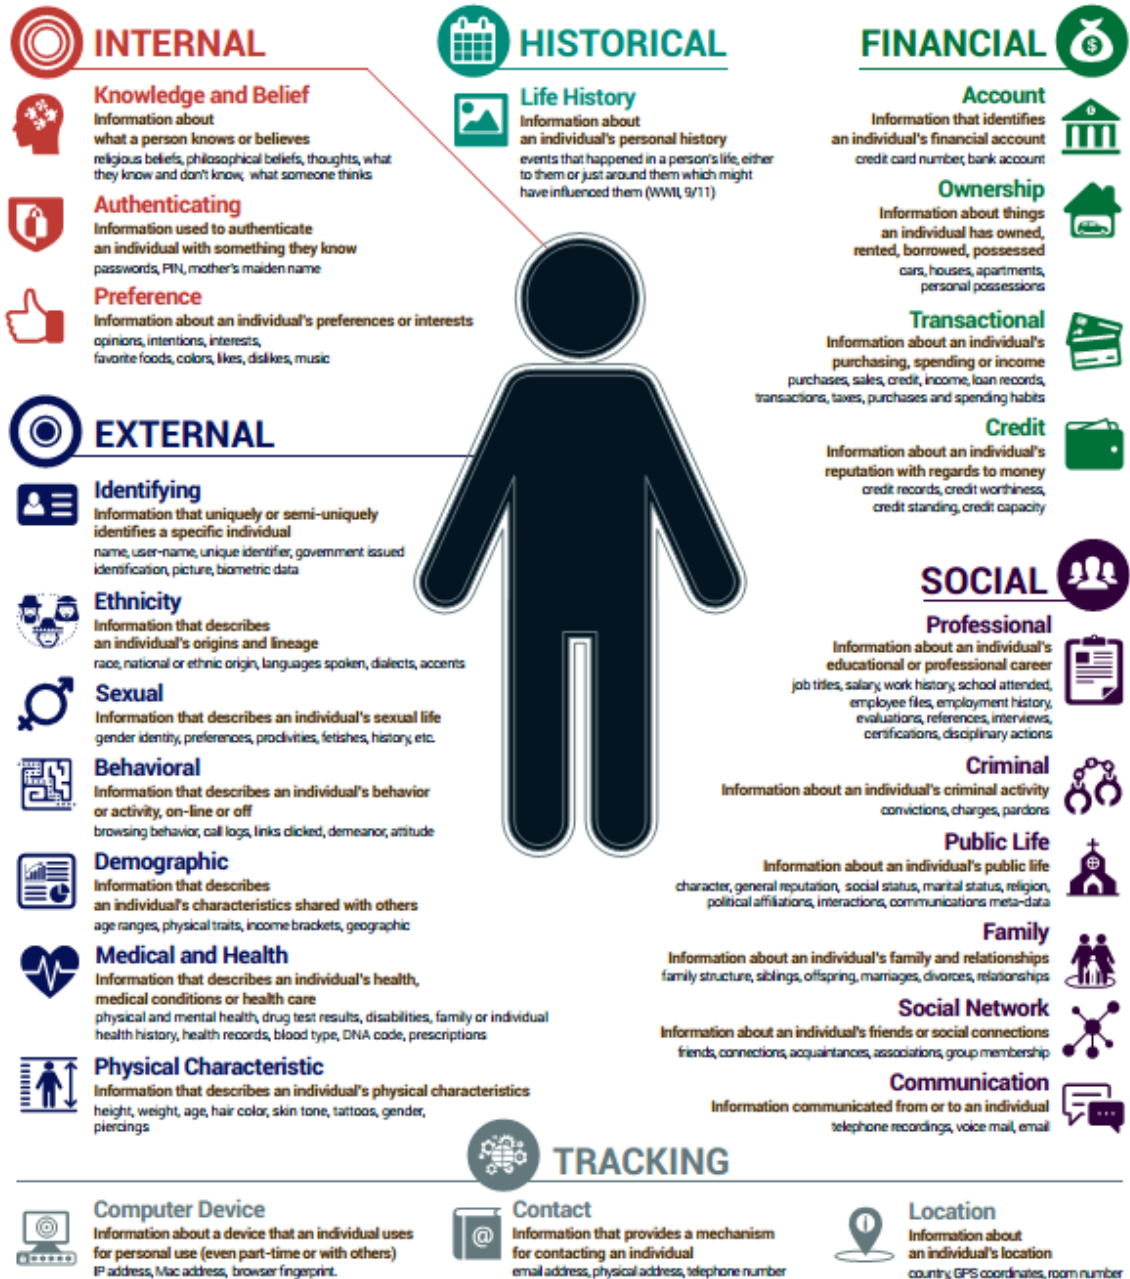 INTERNAL
Knowledge and Belief
Information about
what a person knows or believes
religious beliefs, philosophical beliefs, thoughts, what
they know and don't know, what someone thinks
Authenticating
Information used to authenticate
an individual with something they know
passwords, PIN, mother's maiden name
Preference
Information about an individual's preferences or interests
opinions, intentions, interests,
favorite foods, colors, likes, dislikes, music
HISTORICAL
Life History
Information about
an individual's personal history
events that happened in a person's life, either
to them or just around them which might
have influenced them (WWII, 9/11)
FINANCIAL
$
Account
Information that identifies
an individual's financial account
credit card number, bank account
Ownership
Information about things
an individual has owned,
rented, borrowed, possessed
cars, houses, apartments,
personal possessions
Transactional
Information about an individual's
purchasing, spending or income
purchases, sales, credit, income, loan records,
transactions, taxes, purchases and spending habits
Credit
Information about an individual's
reputation with regards to money
credit records, credit worthiness,
credit standing, credit capacity
EXTERNAL
Identifying
Information that uniquely or semi-uniquely
identifies a specific individual
name, user-name, unique identifier, government issued
identification, picture, biometric data
Ethnicity
Information that describes
an individual's origins and lineage
race, national or ethnic origin, languages spoken, dialects, accents
Sexual
Information that describes an individual's sexual life
gender identity, preferences, proclivities, fetishes, history, etc.
Behavioral
Information that describes an individual's behavior
or activity, on-line or off
browsing behavior, call logs, links clicked, demeanor, attitude
Demographic
Information that describes
an individual's characteristics shared with others
age ranges, physical traits, income brackets, geographic
Medical and Health
Information that describes an individual's health,
medical conditions or health care
physical and mental health, drug test results, disabilities, family or individual
health history, health records, blood type, DNA code, prescriptions
Physical Characteristic
Information that describes an individual's physical characteristics
height, weight, age, hair color, skin tone, tattoos, gender,
piercings
SOCIAL
Professional
Information about an individual's
educational or professional career
job titles, salary, work history, school attended,
employee files, employment history,
evaluations, references, interviews,
certifications, disciplinary actions
Criminal
Information about an individual's criminal activity
convictions, charges, pardons
Public Life
Information about an individual's public life
character, general reputation, social status, marital status, religion,
political affiliations, interactions, communications meta-data
Family
Information about an individual's family and relationships
family structure, siblings, offspring, marriages, divorces, relationships
Social Network
Information about an individual's friends or social connections
friends, connections, acquaintances, associations, group membership
Communication
Information communicated from or to an individual
telephone recordings, voice mail, email
TRACKING
Computer Device
Information about a device that an individual uses
for personal use (even part-time or with others)
IP address, Mac address, browser fingerprint.
@
Contact
Information that provides a mechanism
for contacting an individual
email address, physical address, telephone number
Location
Information about
an individual's location
country, GPS coordinates, room number